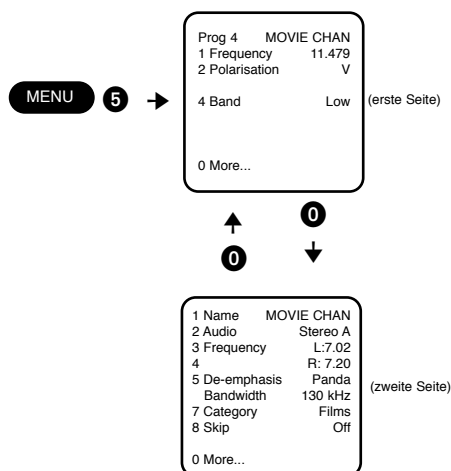 Prog 4 MOVIE CHAN
1 Frequency 11.479
2 Polarisation V
MENU 5
4 Band Low
(erste Seite)
0 More...
0
0
1 Name MOVIE CHAN
2 Audio Stereo A
3 Frequency L:7.02
4 R: 7.20
5 De-emphasis Panda
Bandwidth 130 kHz
(zweite Seite)
7 Category Films
8 Skip Off
0 More...